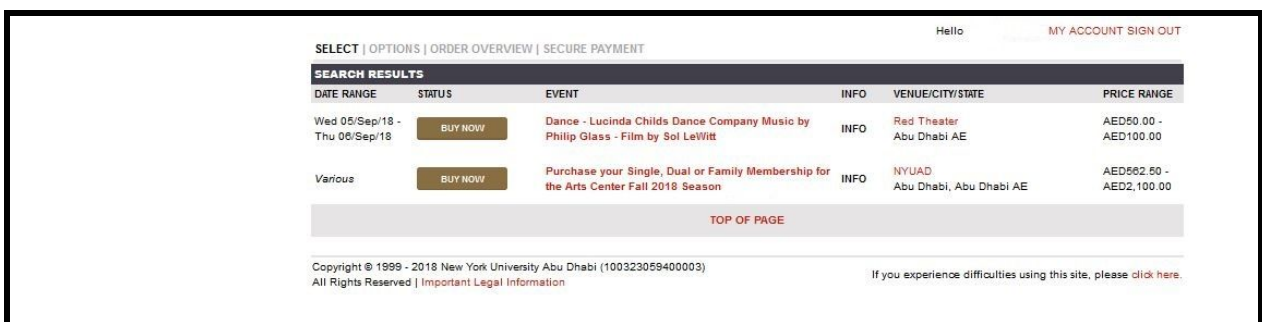 Hello MY ACCOUNT SIGN OUT
SELECT | OPTIONS | ORDER OVERVIEW | SECURE PAYMENT
SEARCH RESULTS
DATE RANGE STATUS EVENT INFO VENUE/CITY/STATE PRICE RANGE
Wed 05/Sep/18 - BUY NOW Dance - Lucinda Childs Dance Company Music by INFO Red Theater AED50.00 -
Thu 06/Sep/18 Philip Glass - Film by Sol LeWitt Abu Dhabi AE AED100.00
Various BUY NOW Purchase your Single, Dual or Family Membership for INFO NYUAD AED562.50 -
the Arts Center Fall 2018 Season Abu Dhabi, Abu Dhabi AE AED2,100.00
TOP OF PAGE
Copyright © 1999 - 2018 New York University Abu Dhabi (100323059400003)
All Rights Reserved | Important Legal Information If you experience difficulties using this site, please click here.